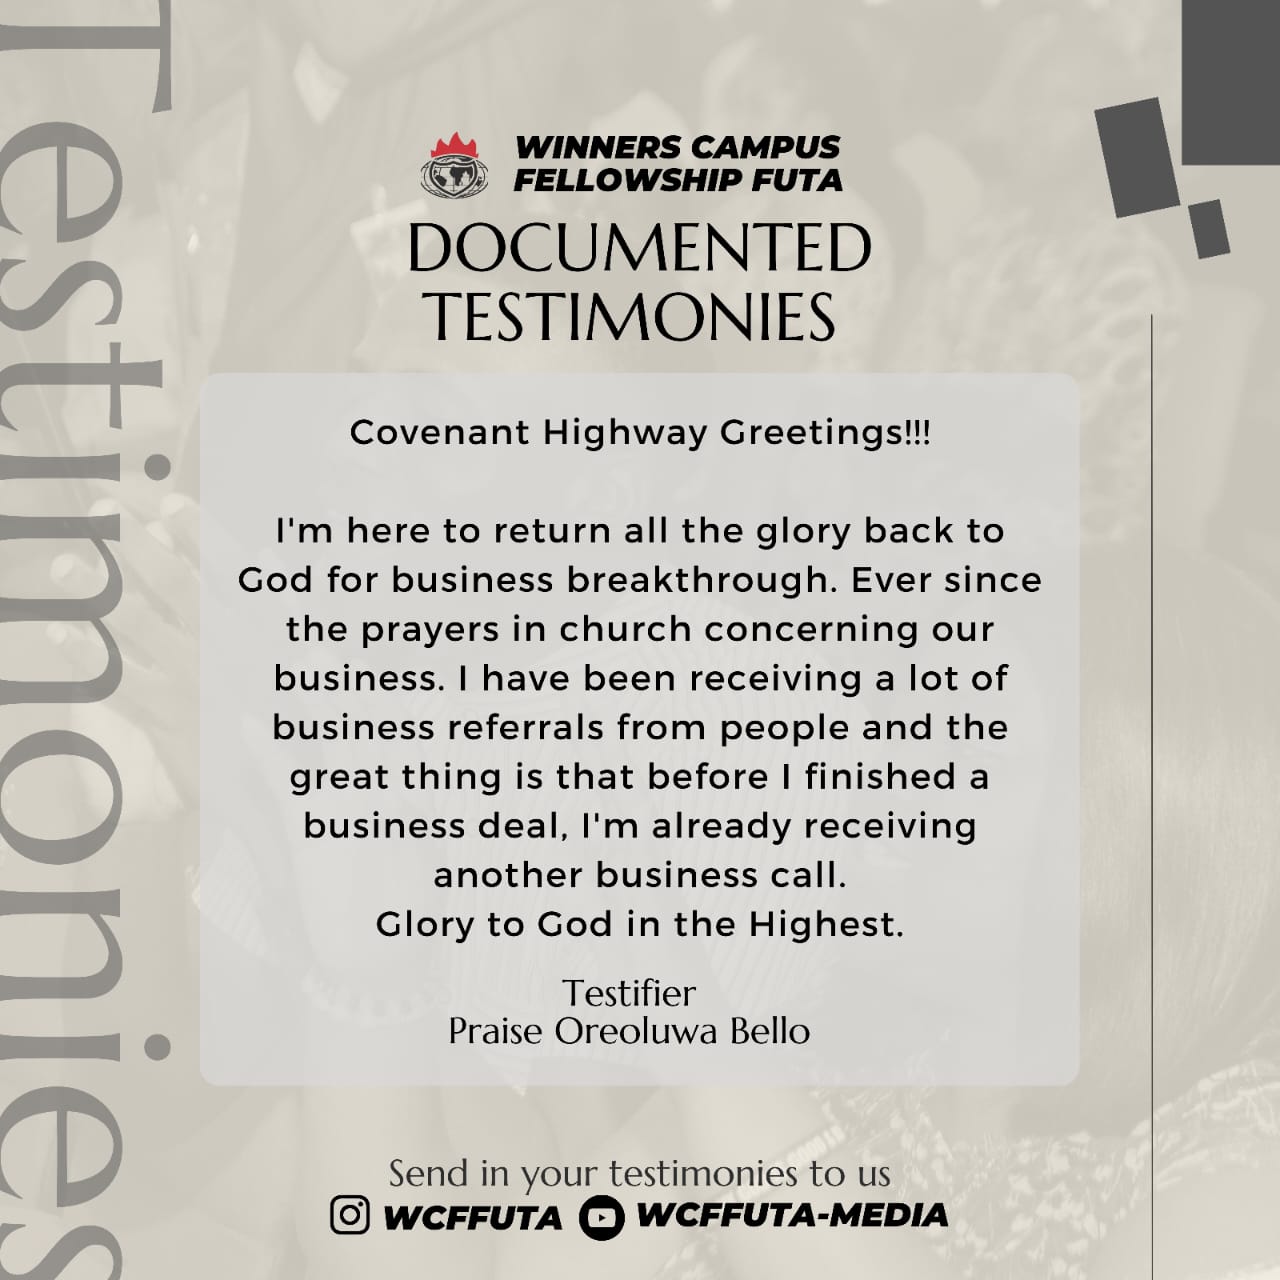 Testimonies
WINNERS CAMPUS
FELLOWSHIP FUTA
DOCUMENTED
TESTIMONIES
Covenant Highway Greetings!!!
I'm here to return all the glory back to
God for business breakthrough. Ever since
the prayers in church concerning our
business. I have been receiving a lot of
business referrals from people and the
great thing is that before I finished a
business deal, I'm already receiving
another business call.
Glory to God in the Highest.
Testifier
Praise Oreoluwa Bello
Send in your testimonies to us
WCFFUTA WCFFUTA-MEDIA